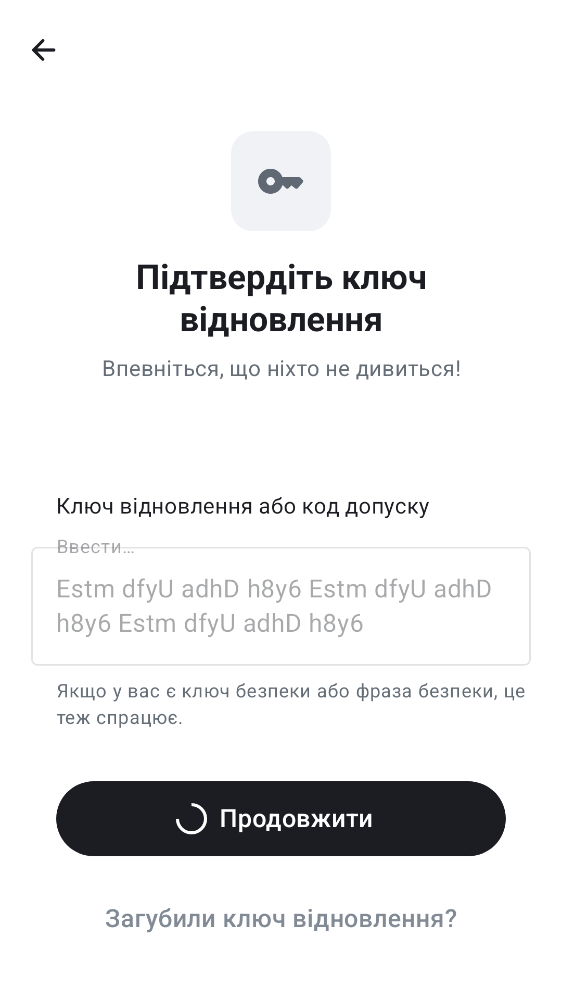 Підтвердіть ключ
відновлення
Впевніться, що ніхто не дивиться!
Ключ відновлення або код допуску
Ввести…
Estm dfyU adhD h8y6 Estm dfyU adhD
h8y6 Estm dfyU adhD h8y6
Якщо у вас є ключ безпеки або фраза безпеки, це
теж спрацює.
Продовжити
Загубили ключ відновлення?